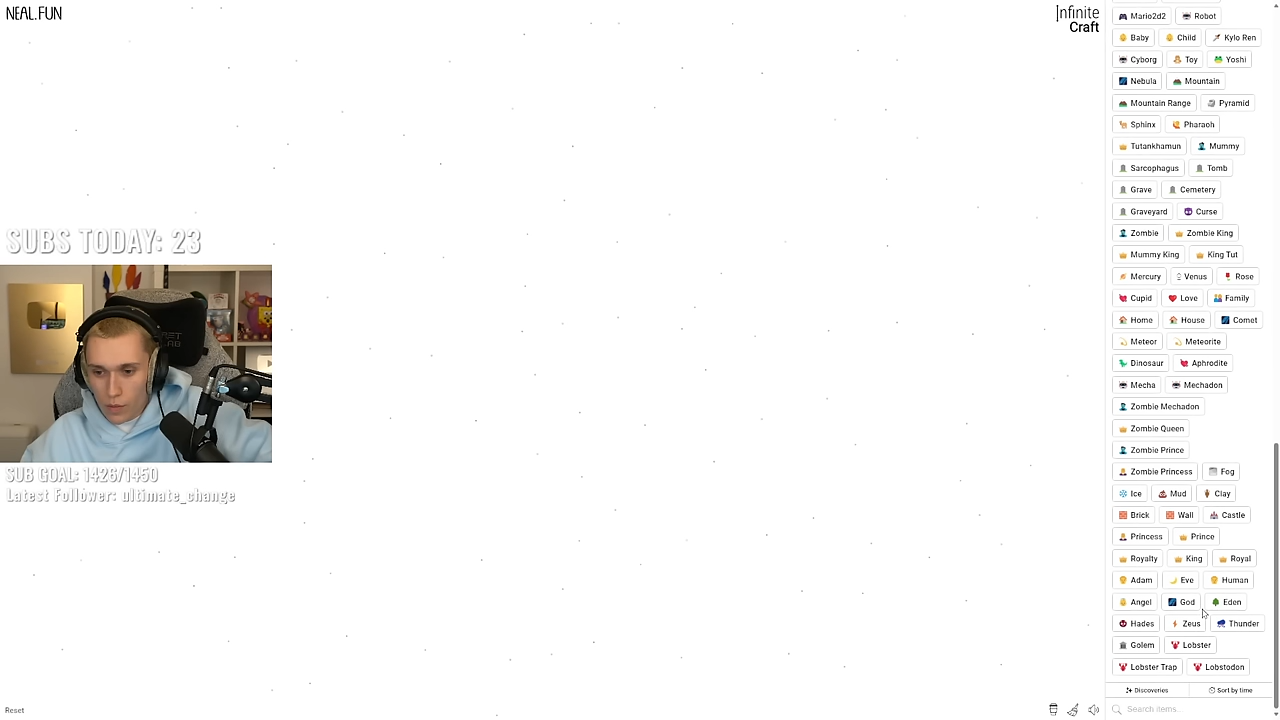 NEAL.FUN
Infinite
Craft
Mario2d2 Robot
Baby Child Kylo Ren
Cyborg Toy Yoshi
Nebula Mountain
Mountain Range Pyramid
Sphinx Pharaoh
Tutankhamun Mummy
Sarcophagus Tomb
Grave Cemetery
Graveyard Curse
Zombie Zombie King
Mummy King King Tut
Mercury Venus Rose
Cupid Love Family
Home House Comet
Meteor Meteorite
Dinosaur Aphrodite
Mecha Mechadon
Zombie Mechadon
Zombie Queen
Zombie Prince
Zombie Princess Fog
Ice Mud Clay
Brick Wall Castle
Princess Prince
Royalty King Royal
Adam Eve Human
Angel God Eden
Hades Zeus Thunder
Golem Lobster
Lobster Trap Lobstodon
Discoveries Sort by time
Search items...
SUBS TODAY: 23
SUB GOAL: 1426/1450
Latest Follower: ultimate_change
Reset